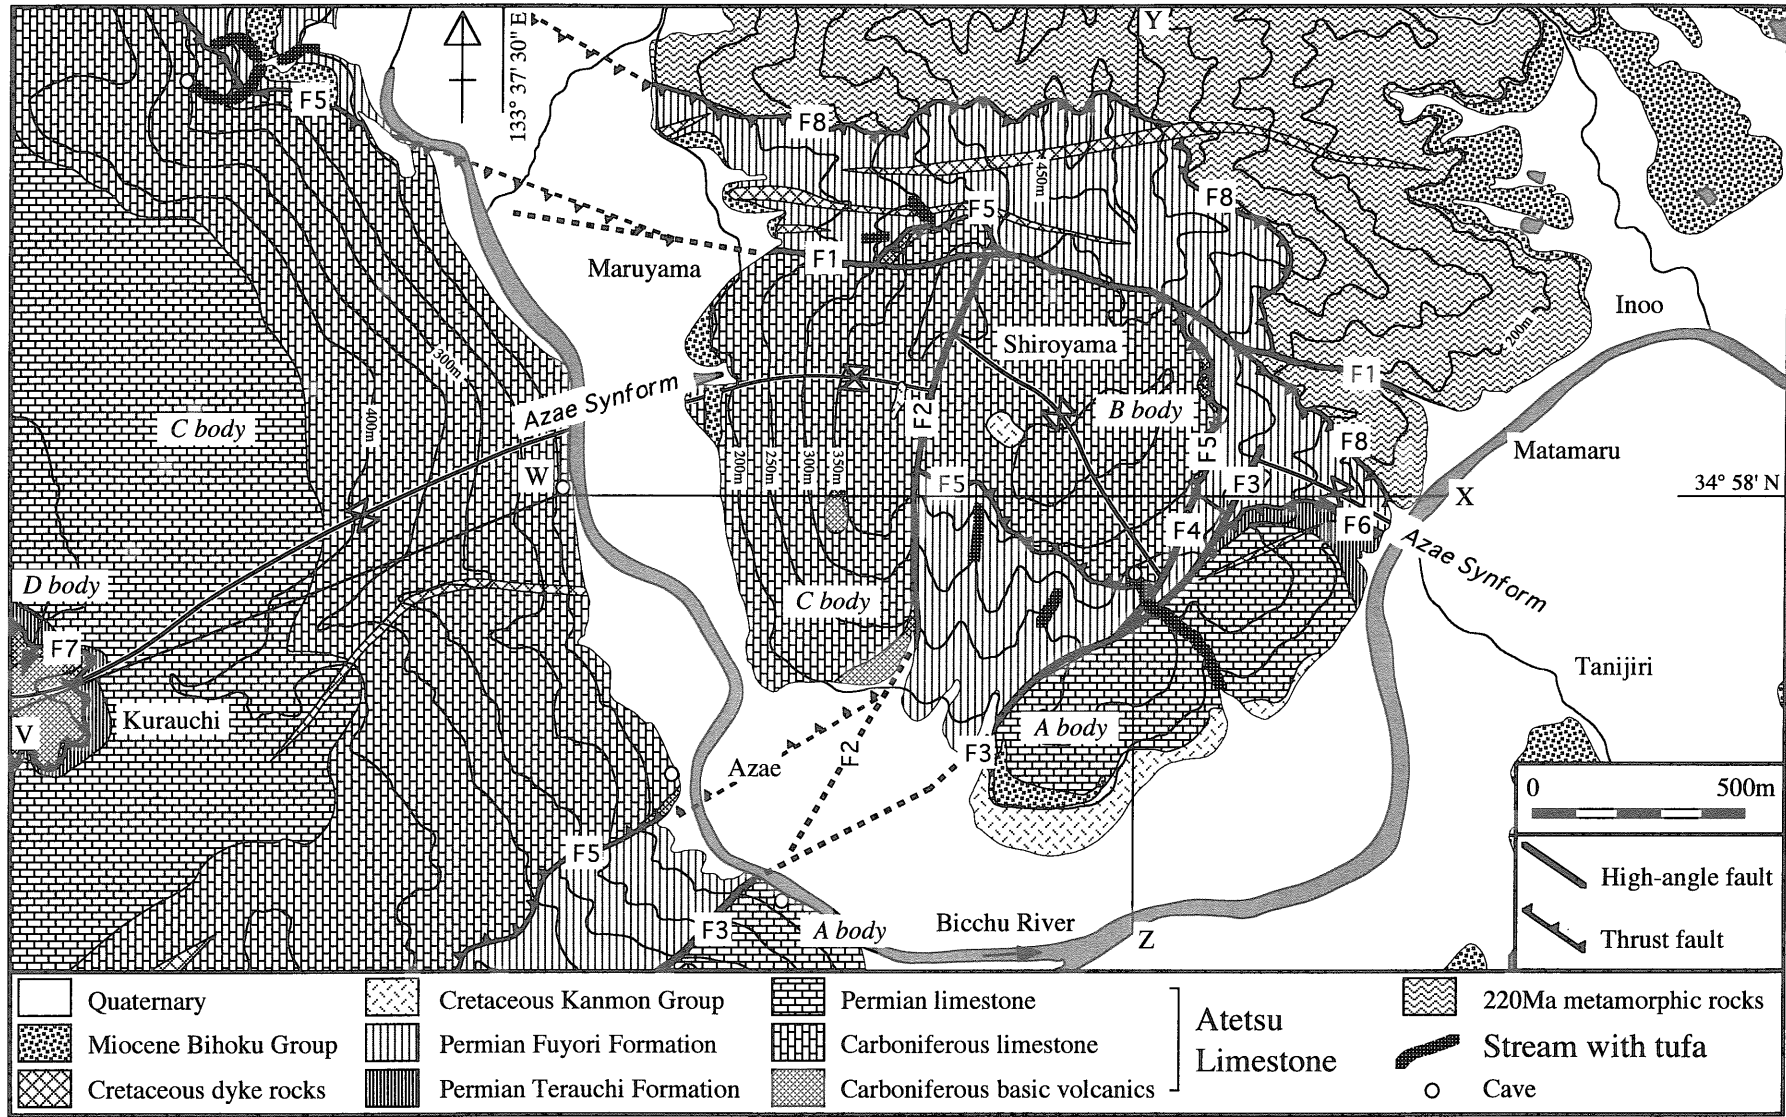 Y
133° 37' 30" E
F5
F8
450m
F8
F5
F1
Maruyama
Inoo
Shiroyama
200m
300m
F1
Azae Synform
B body
C body
400m
F2
F5
F8
Matamaru
W
200m
250m
300m
350m
F5
F3
X
34° 58' N
F4
F6
Azae Synform
D body
C body
F7
Tanijiri
Kurauchi
V
A body
F2
F3
Azae
0 500m
F5
High-angle fault
F3
A body
Bicchu River
Z
Thrust fault
Quaternary
Miocene Bihoku Group
Cretaceous dyke rocks
Cretaceous Kanmon Group
Permian Fuyori Formation
Permian Terauchi Formation
Permian limestone
Carboniferous limestone
Carboniferous basic volcanics
Atetsu
Limestone
220Ma metamorphic rocks
Stream with tufa
Cave